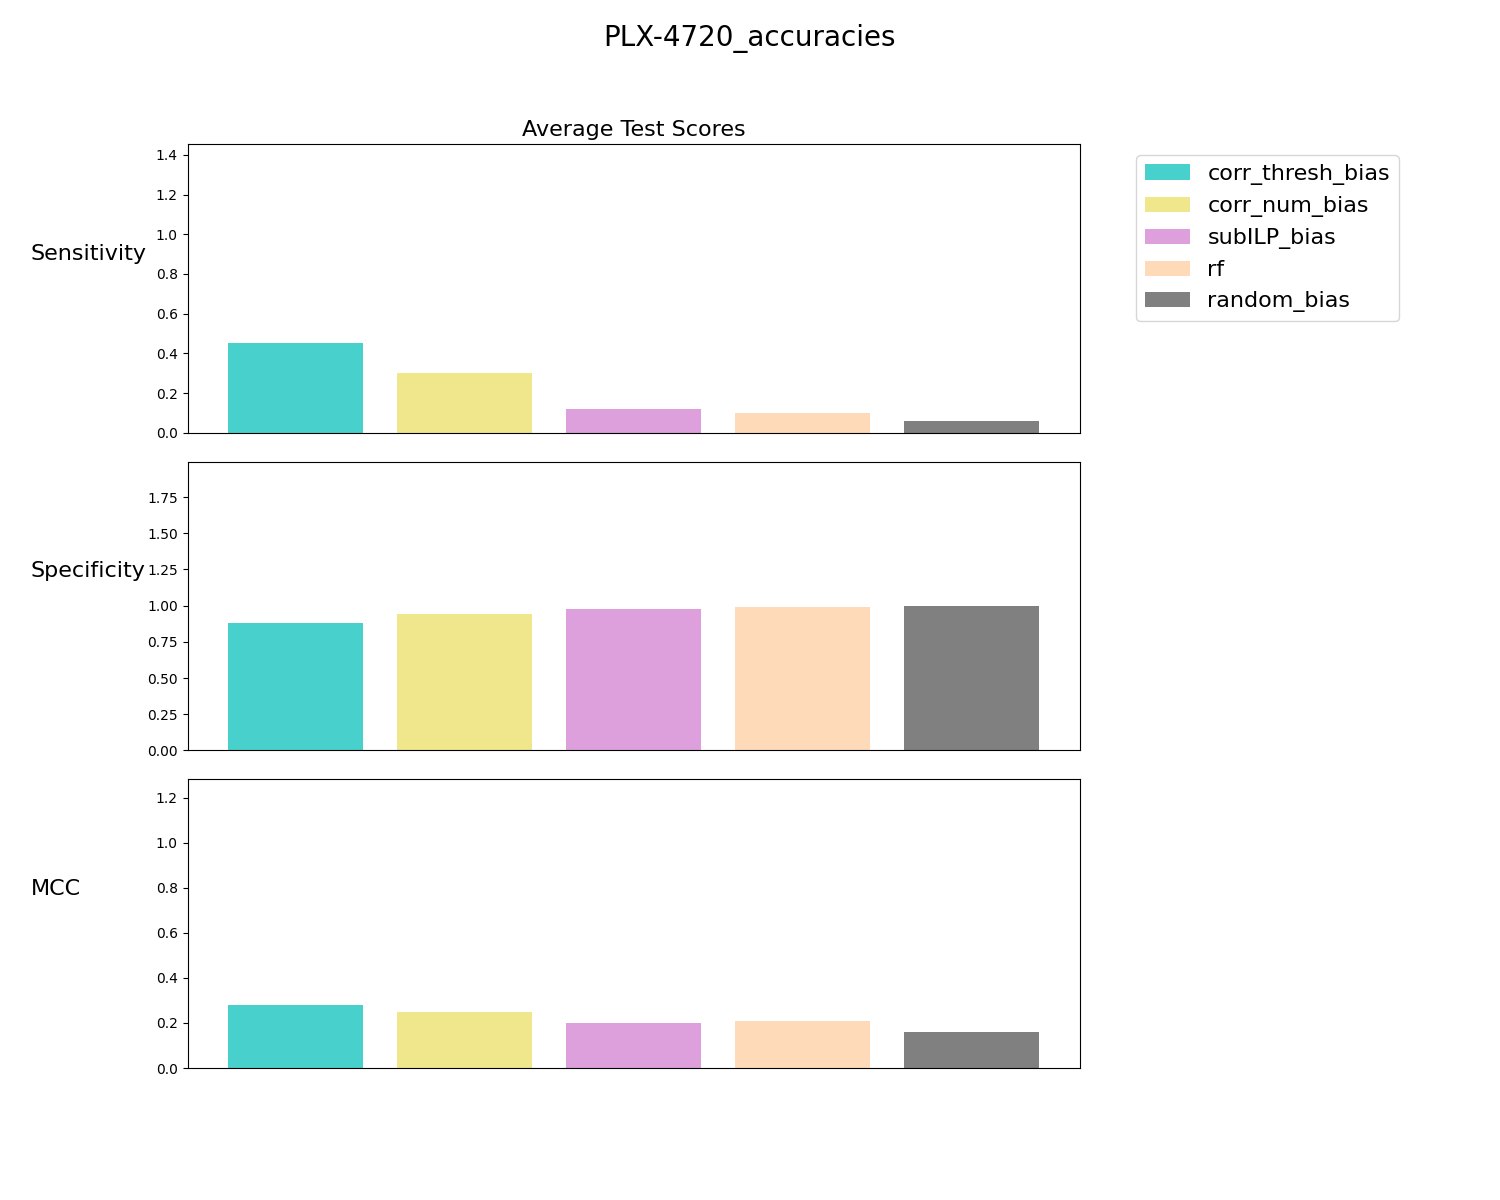 PLX-4720_accuracies
Average Test Scores
Sensitivity
1.4
1.2
1.0
0.8
0.6
0.4
0.2
0.0
corr_thresh_bias
corr_num_bias
subILP_bias
rf
random_bias
Specificity
1.75
1.50
1.25
1.00
0.75
0.50
0.25
0.00
MCC
1.2
1.0
0.8
0.6
0.4
0.2
0.0